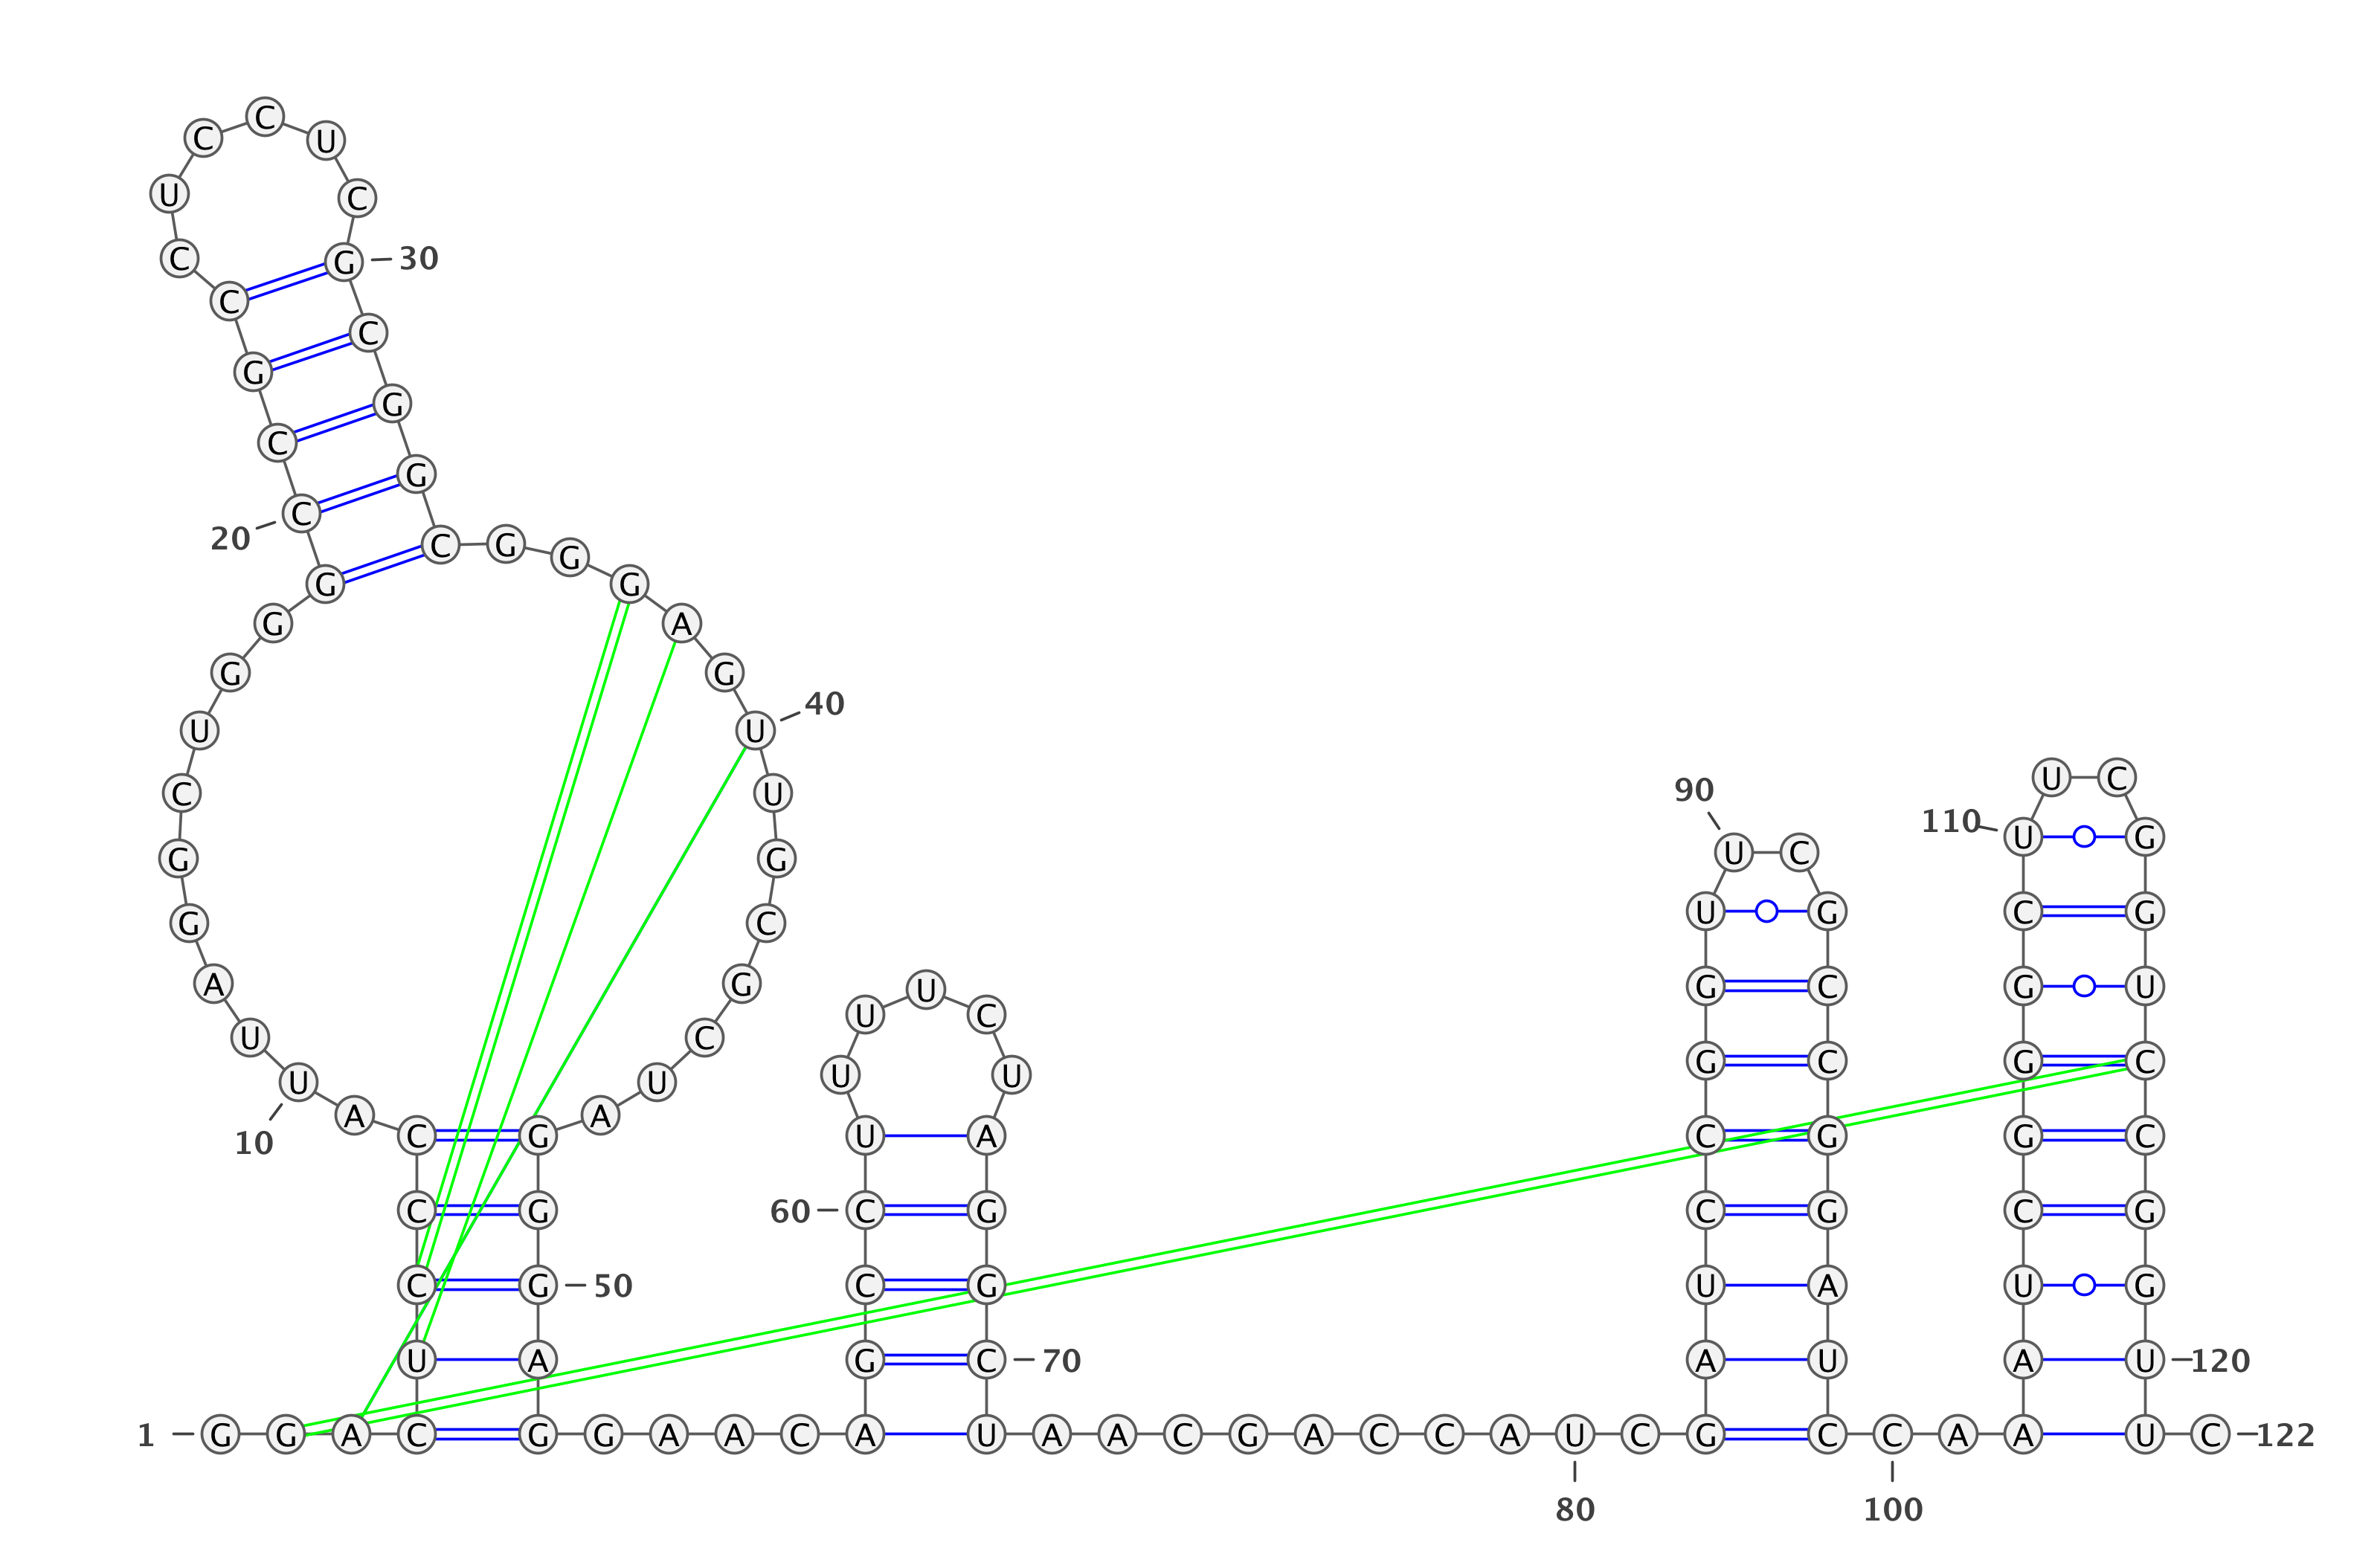 C
C U
U C
C G 30
C C
G G
C G
C G
20 G C G G G
G A
G G
40
U U
U C
C U 90
110 U G
U C
G G
U G C G
G C
U
A G G C G U
U C
U C
G C G C
U U
U U
A A
C G U A C G G C
10
C G 60 C G C G C G
C G 50 C G U A U G
U A G C 70 A U A U 120
1 G G A C G G A A C A U A A C G A C C A U C G C C A A U C 122
80 100